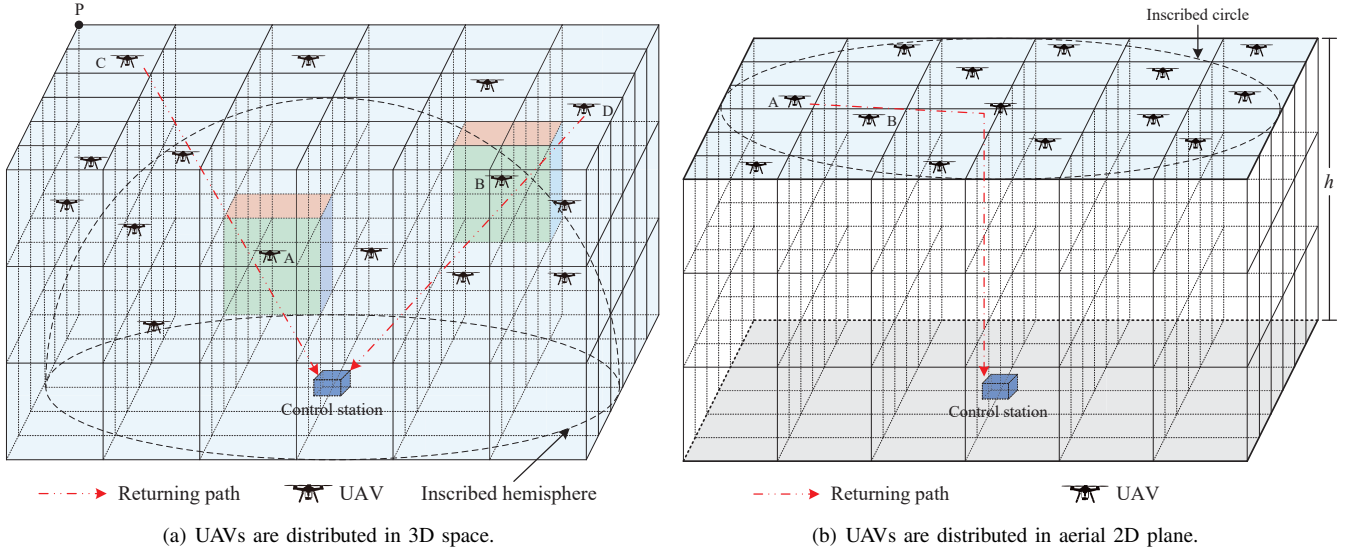 P
C
D
B
A
Control station
Inscribed hemisphere
Returning path
UAV
(a) UAVs are distributed in 3D space.
Inscribed circle
A
B
h
Control station
Returning path
UAV
(b) UAVs are distributed in aerial 2D plane.